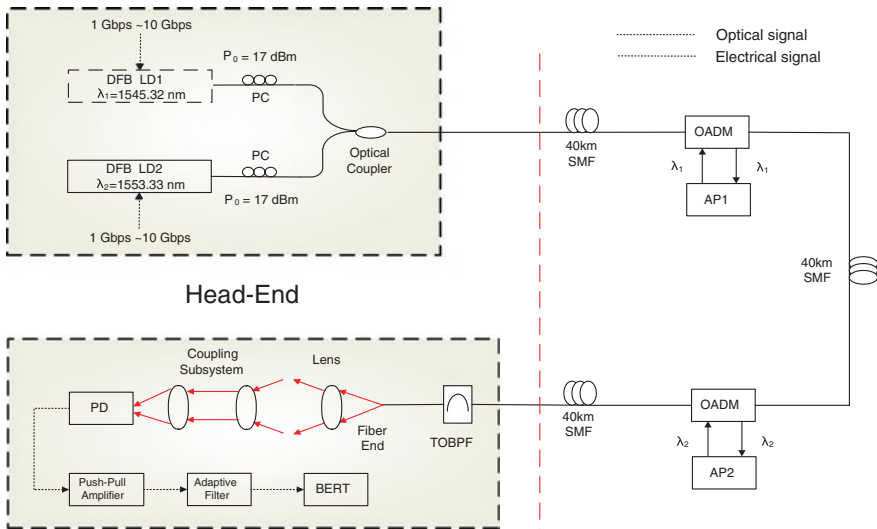 1 Gbps ~10 Gbps
P₀ = 17 dBm
DFB LD1
λ₁=1545.32 nm
PC
Optical
Coupler
PC
DFB LD2
λ₂=1553.33 nm
P₀ = 17 dBm
1 Gbps ~10 Gbps
Head-End
Optical signal
Electrical signal
40km
SMF
OADM
λ₁
λ₁
AP1
40km
SMF
40km
SMF
OADM
λ₂
λ₂
AP2
Coupling
Subsystem
Lens
PD
Fiber
End
TOBPF
Push-Pull
Amplifier
Adaptive
Filter
BERT